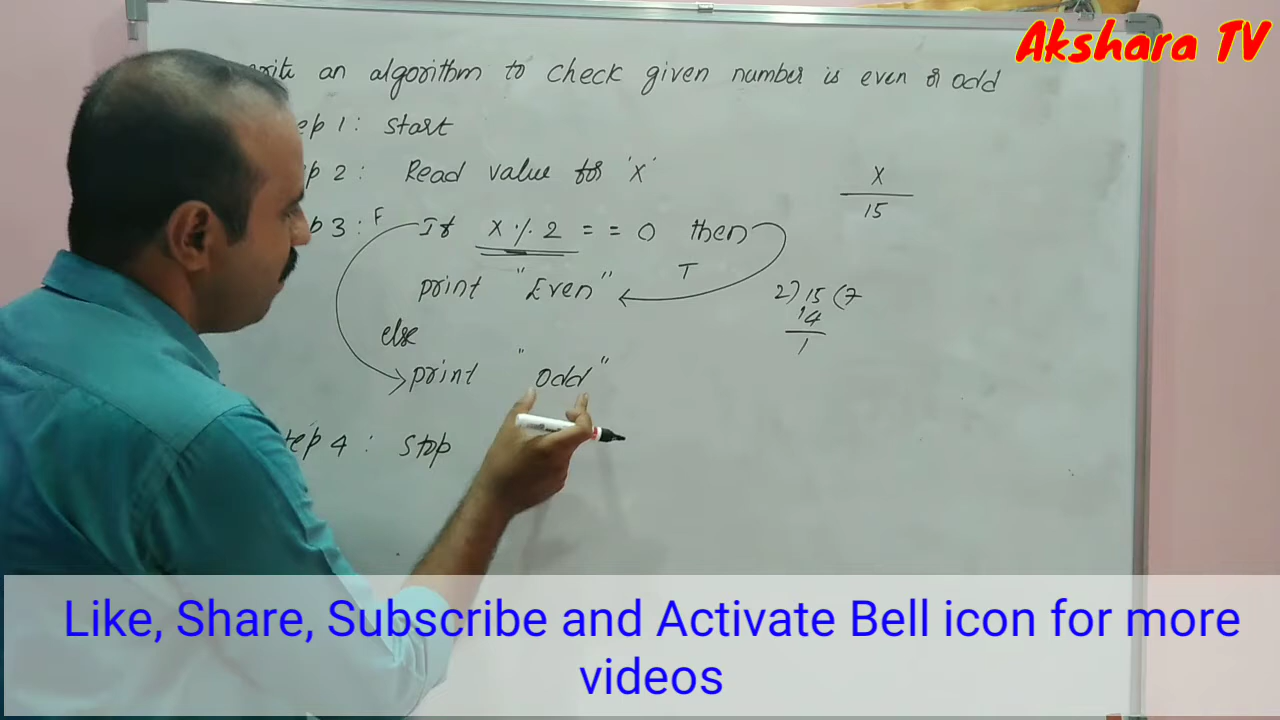 Akshara TV
an algorithm to check given number is even or odd
1: Start
2: Read value for 'X'
X
15
3: F If X % 2 == 0 then
T
print "Even"
2) 15 (7
14
1
else
print "Odd"
4: Stop
Like, Share, Subscribe and Activate Bell icon for more
videos